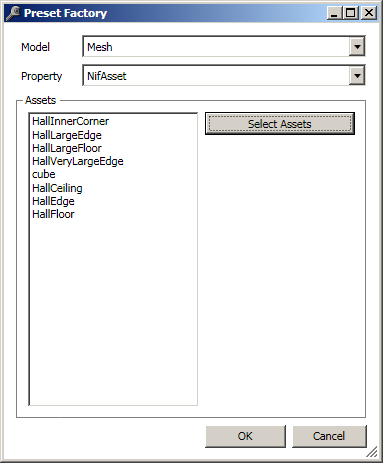 Preset Factory
Model Mesh
Property NifAsset
Assets
HallInnerCorner
Select Assets
HallLargeEdge
HallLargeFloor
HallVeryLargeEdge
cube
HallCeiling
HallEdge
HallFloor
OK Cancel